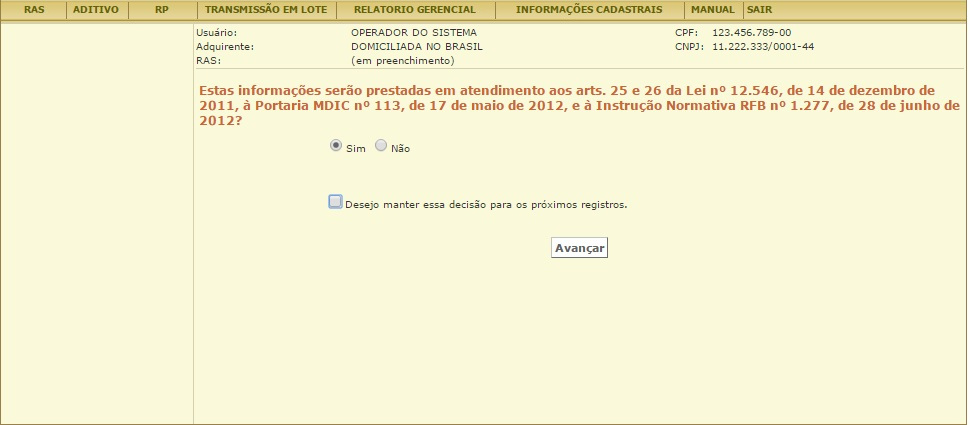 RAS ADITIVO RP TRANSMISSÃO EM LOTE RELATORIO GERENCIAL INFORMAÇÕES CADASTRAIS MANUAL SAIR
Usuário: OPERADOR DO SISTEMA CPF: 123.456.789-00
Adquirente: DOMICILIADA NO BRASIL CNPJ: 11.222.333/0001-44
RAS: (em preenchimento)
Estas informações serão prestadas em atendimento aos arts. 25 e 26 da Lei nº 12.546, de 14 de dezembro de
2011, à Portaria MDIC nº 113, de 17 de maio de 2012, e à Instrução Normativa RFB nº 1.277, de 28 de junho de
2012?
Sim Não
Desejo manter essa decisão para os próximos registros.
Avançar